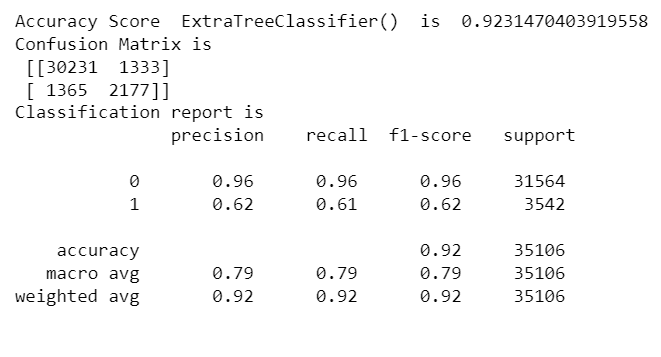 Accuracy Score  ExtraTreeClassifier()  is  0.9231470403919558
Confusion Matrix is
[[30231  1333]
[ 1365  2177]]
Classification report is
precision    recall  f1-score   support
0       0.96      0.96      0.96     31564
1       0.62      0.61      0.62      3542
accuracy                           0.92     35106
macro avg       0.79      0.79      0.79     35106
weighted avg       0.92      0.92      0.92     35106